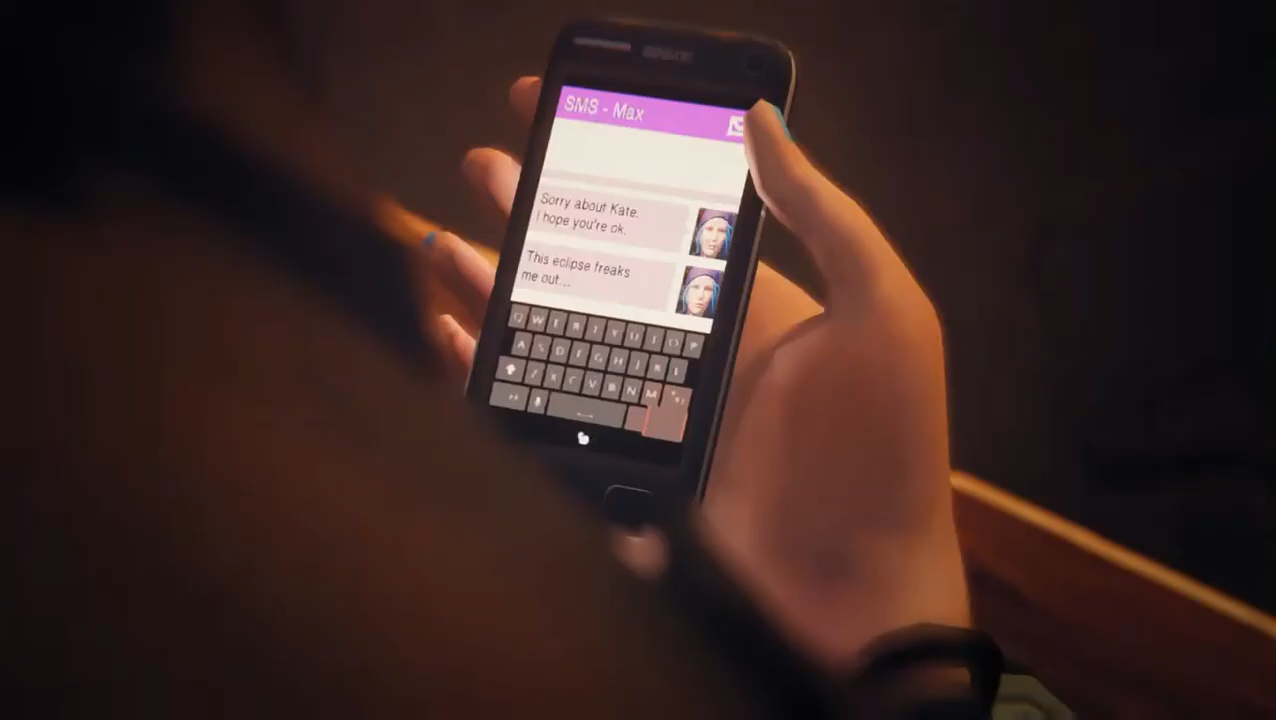 SMS - Max
Sorry about Kate.
I hope you're ok.
This eclipse freaks
me out...
Q W E R T Y U I O P
A S D F G H J K L
Z X C V B N M